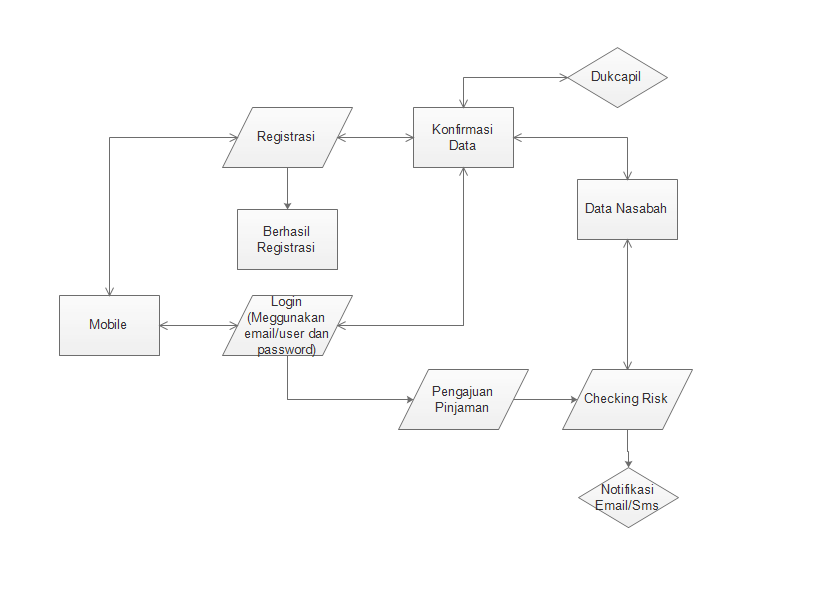 Dukcapil
Registrasi
Konfirmasi
Data
Data Nasabah
Berhasil
Registrasi
Mobile
Login
(Meggunakan
email/user dan
password)
Pengajuan
Pinjaman
Checking Risk
Notifikasi
Email/Sms